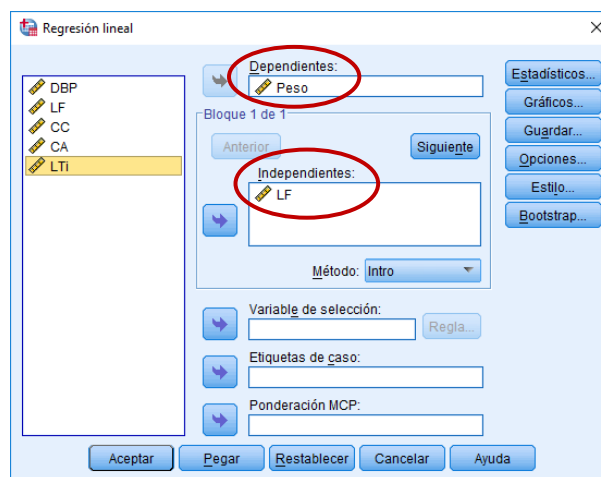 Regresión lineal
DBP
LF
CC
CA
LTi
Dependientes:
Peso
Bloque 1 de 1
Anterior
Siguiente
Independientes:
LF
Método: Intro
Variable de selección:
Regla...
Etiquetas de caso:
Ponderación MCP:
Estadísticos...
Gráficos...
Guardar...
Opciones...
Estilo...
Bootstrap...
Aceptar Pegar Restablecer Cancelar Ayuda